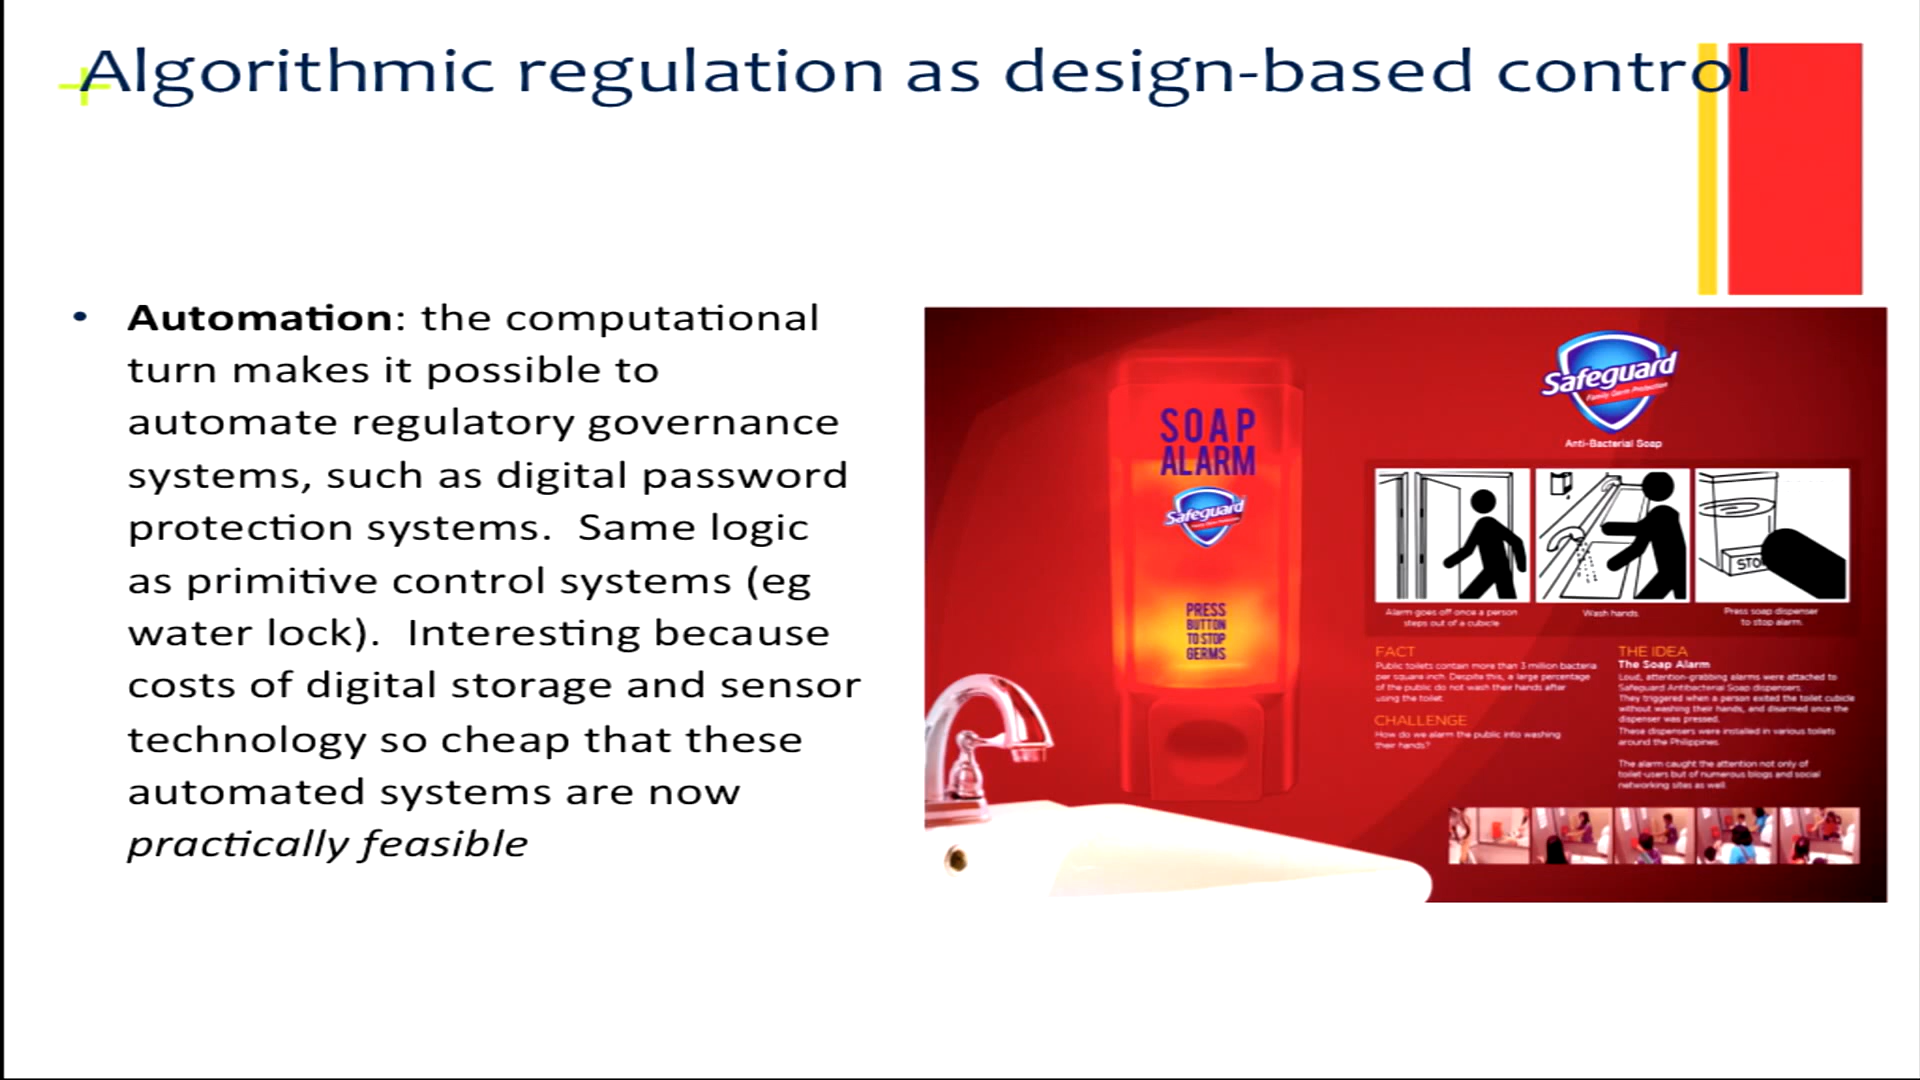 Algorithmic regulation as design-based control
• Automation: the computational
turn makes it possible to
automate regulatory governance
systems, such as digital password
protection systems.  Same logic
as primitive control systems (eg
water lock).  Interesting because
costs of digital storage and sensor
technology so cheap that these
automated systems are now
practically feasible
SOAP
ALARM
Safeguard
PRESS
BUTTON
TO STOP
GERMS
Safeguard
Family Germ Protection
Anti-Bacterial Soap
STO
Alarm goes off once a person
steps out of a cubicle
Wash hands.
Press soap dispenser
to stop alarm.
FACT
Public toilets contain more than 3 million bacteria
per square inch. Despite this, a large percentage
of the public do not wash their hands after
using the toilet.
CHALLENGE
How do we alarm the public into washing
their hands?
THE IDEA
The Soap Alarm
Loud, attention-grabbing alarms were attached to
Safeguard Antibacterial Soap dispensers.
They triggered when a person exited the toilet cubicle
without washing their hands, and disarmed once the
dispenser was pressed.
These dispensers were installed in various toilets
around the Philippines.
The alarm caught the attention not only of
toilet-users but of numerous blogs and social
networking sites as well.